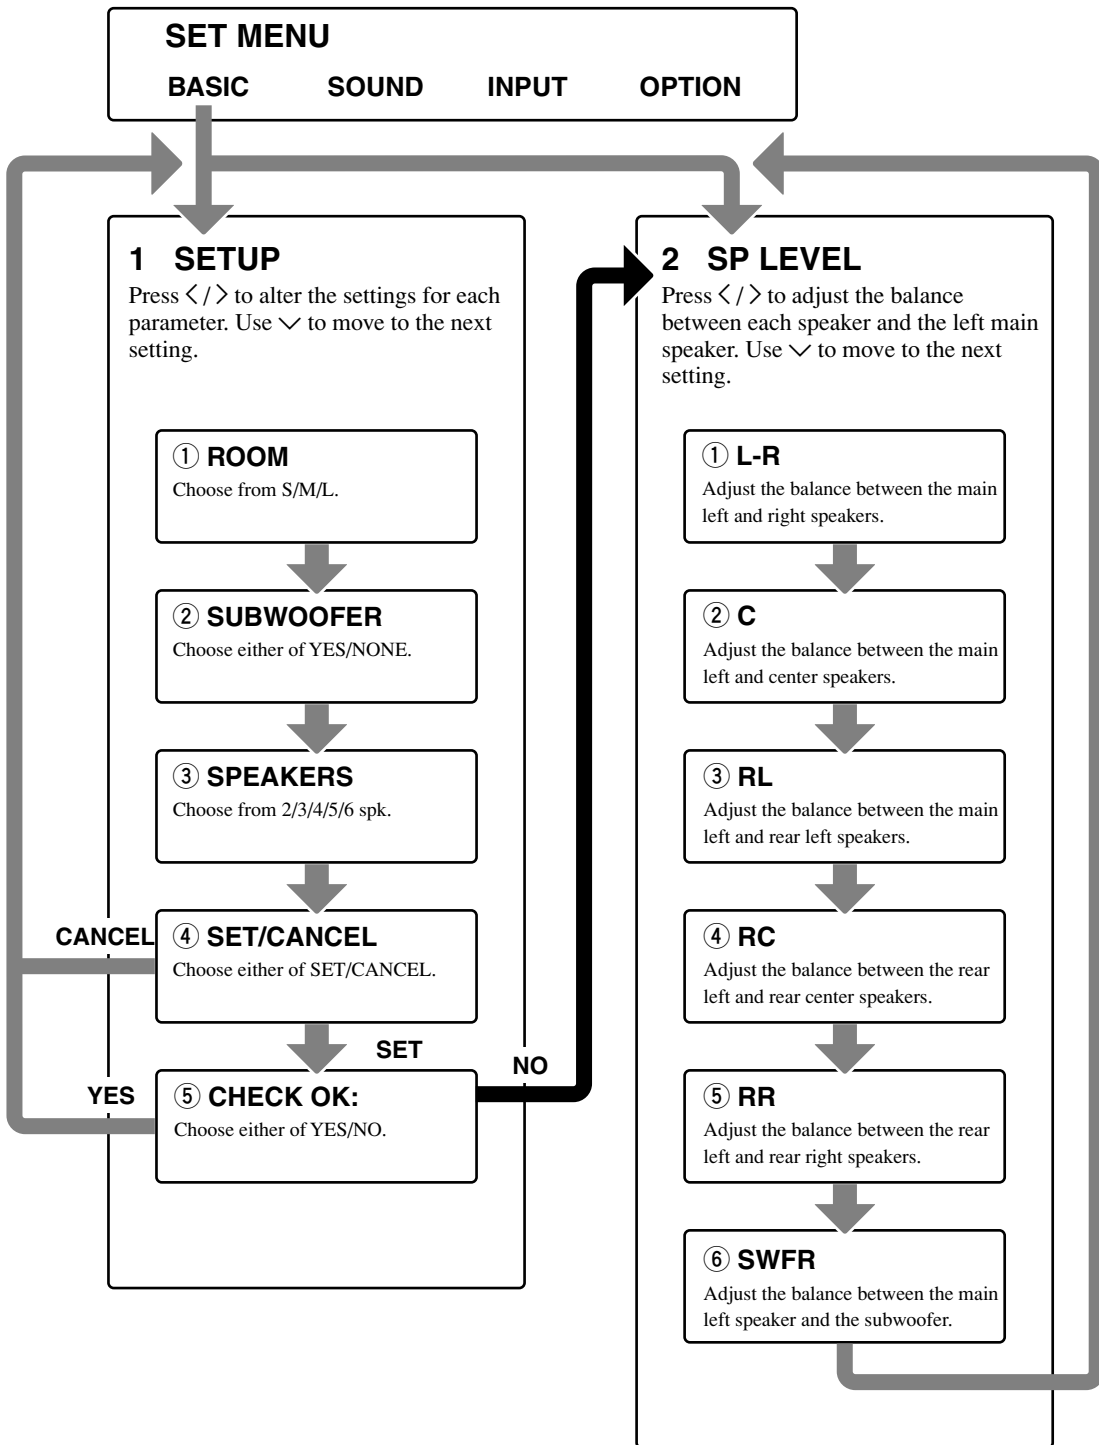 SET MENU
BASIC SOUND INPUT OPTION
1 SETUP
Press 〈 / 〉 to alter the settings for each
parameter. Use ﹀ to move to the next
setting.
① ROOM
Choose from S/M/L.
② SUBWOOFER
Choose either of YES/NONE.
③ SPEAKERS
Choose from 2/3/4/5/6 spk.
CANCEL
④ SET/CANCEL
Choose either of SET/CANCEL.
SET
NO
YES
⑤ CHECK OK:
Choose either of YES/NO.
2 SP LEVEL
Press 〈 / 〉 to adjust the balance
between each speaker and the left main
speaker. Use ﹀ to move to the next
setting.
① L-R
Adjust the balance between the main
left and right speakers.
② C
Adjust the balance between the main
left and center speakers.
③ RL
Adjust the balance between the main
left and rear left speakers.
④ RC
Adjust the balance between the rear
left and rear center speakers.
⑤ RR
Adjust the balance between the rear
left and rear right speakers.
⑥ SWFR
Adjust the balance between the main
left speaker and the subwoofer.